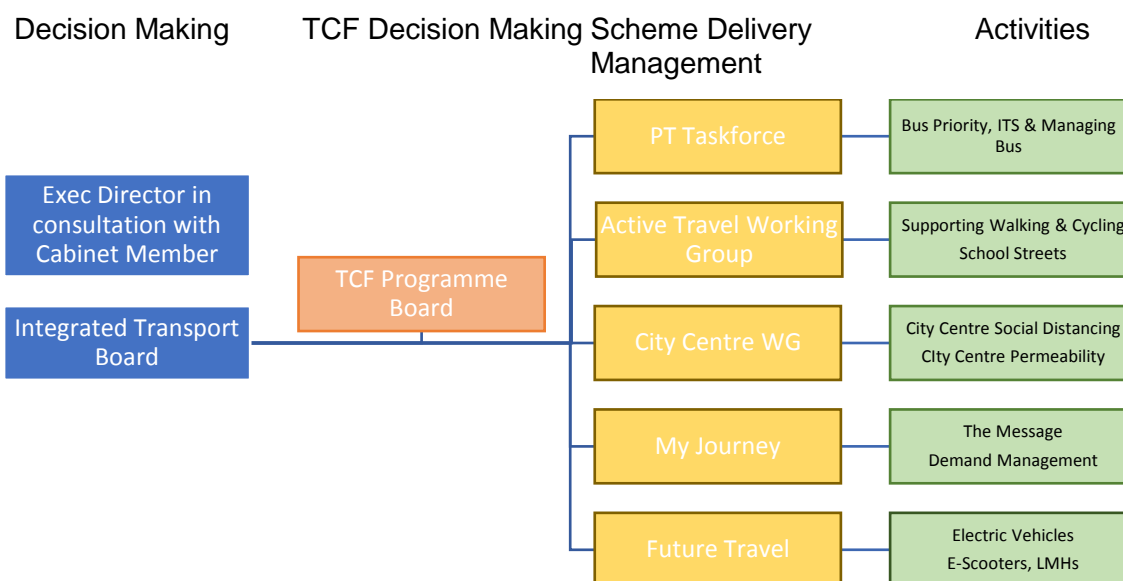 Decision Making
TCF Decision Making
Scheme Delivery
Management
Activities
Exec Director in
consultation with
Cabinet Member
Integrated Transport
Board
TCF Programme
Board
PT Taskforce
Bus Priority, ITS & Managing
Bus
Active Travel Working
Group
Supporting Walking & Cycling
School Streets
City Centre WG
City Centre Social Distancing
CIty Centre Permeability
My Journey
The Message
Demand Management
Future Travel
Electric Vehicles
E-Scooters, LMHs